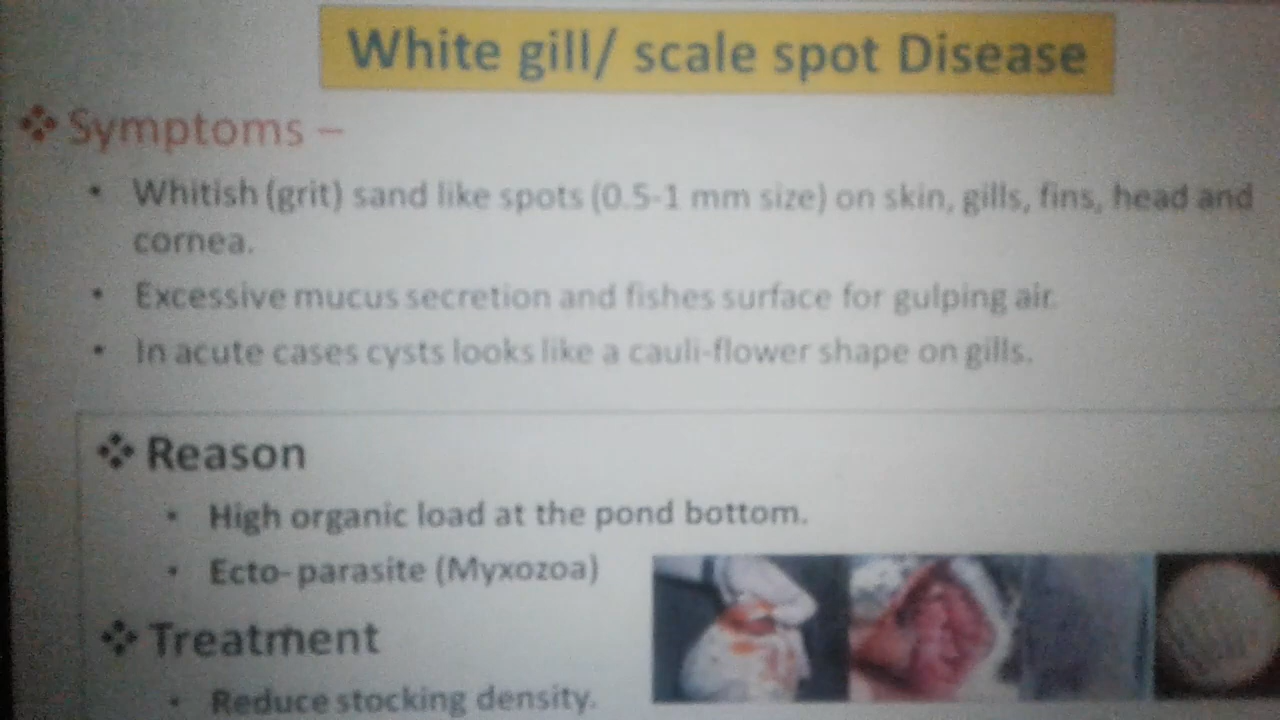 White gill/ scale spot Disease
❖ Symptoms –
• Whitish (grit) sand like spots (0.5-1 mm size) on skin, gills, fins, head and
cornea.
• Excessive mucus secretion and fishes surface for gulping air.
• In acute cases cysts looks like a cauli-flower shape on gills.
❖ Reason
• High organic load at the pond bottom.
• Ecto-parasite (Myxozoa)
❖ Treatment
• Reduce stocking density.